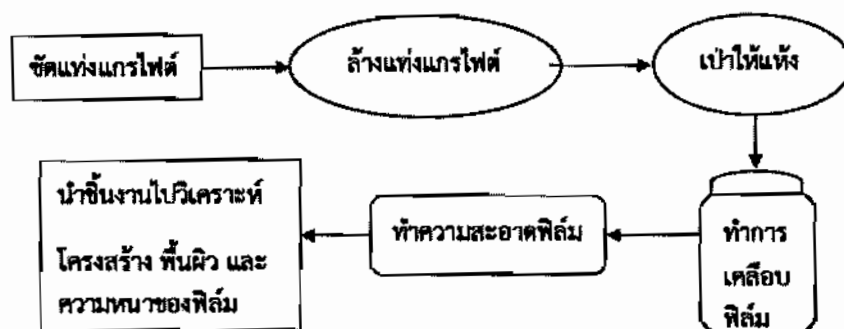 ขัดแท่งแกรไฟต์
ล้างแท่งแกรไฟต์
เป่าให้แห้ง
ทำการ
เคลือบ
ฟิล์ม
ทำความสะอาดฟิล์ม
นำชิ้นงานไปวิเคราะห์
โครงสร้าง พื้นผิว และ
ความหนาของฟิล์ม